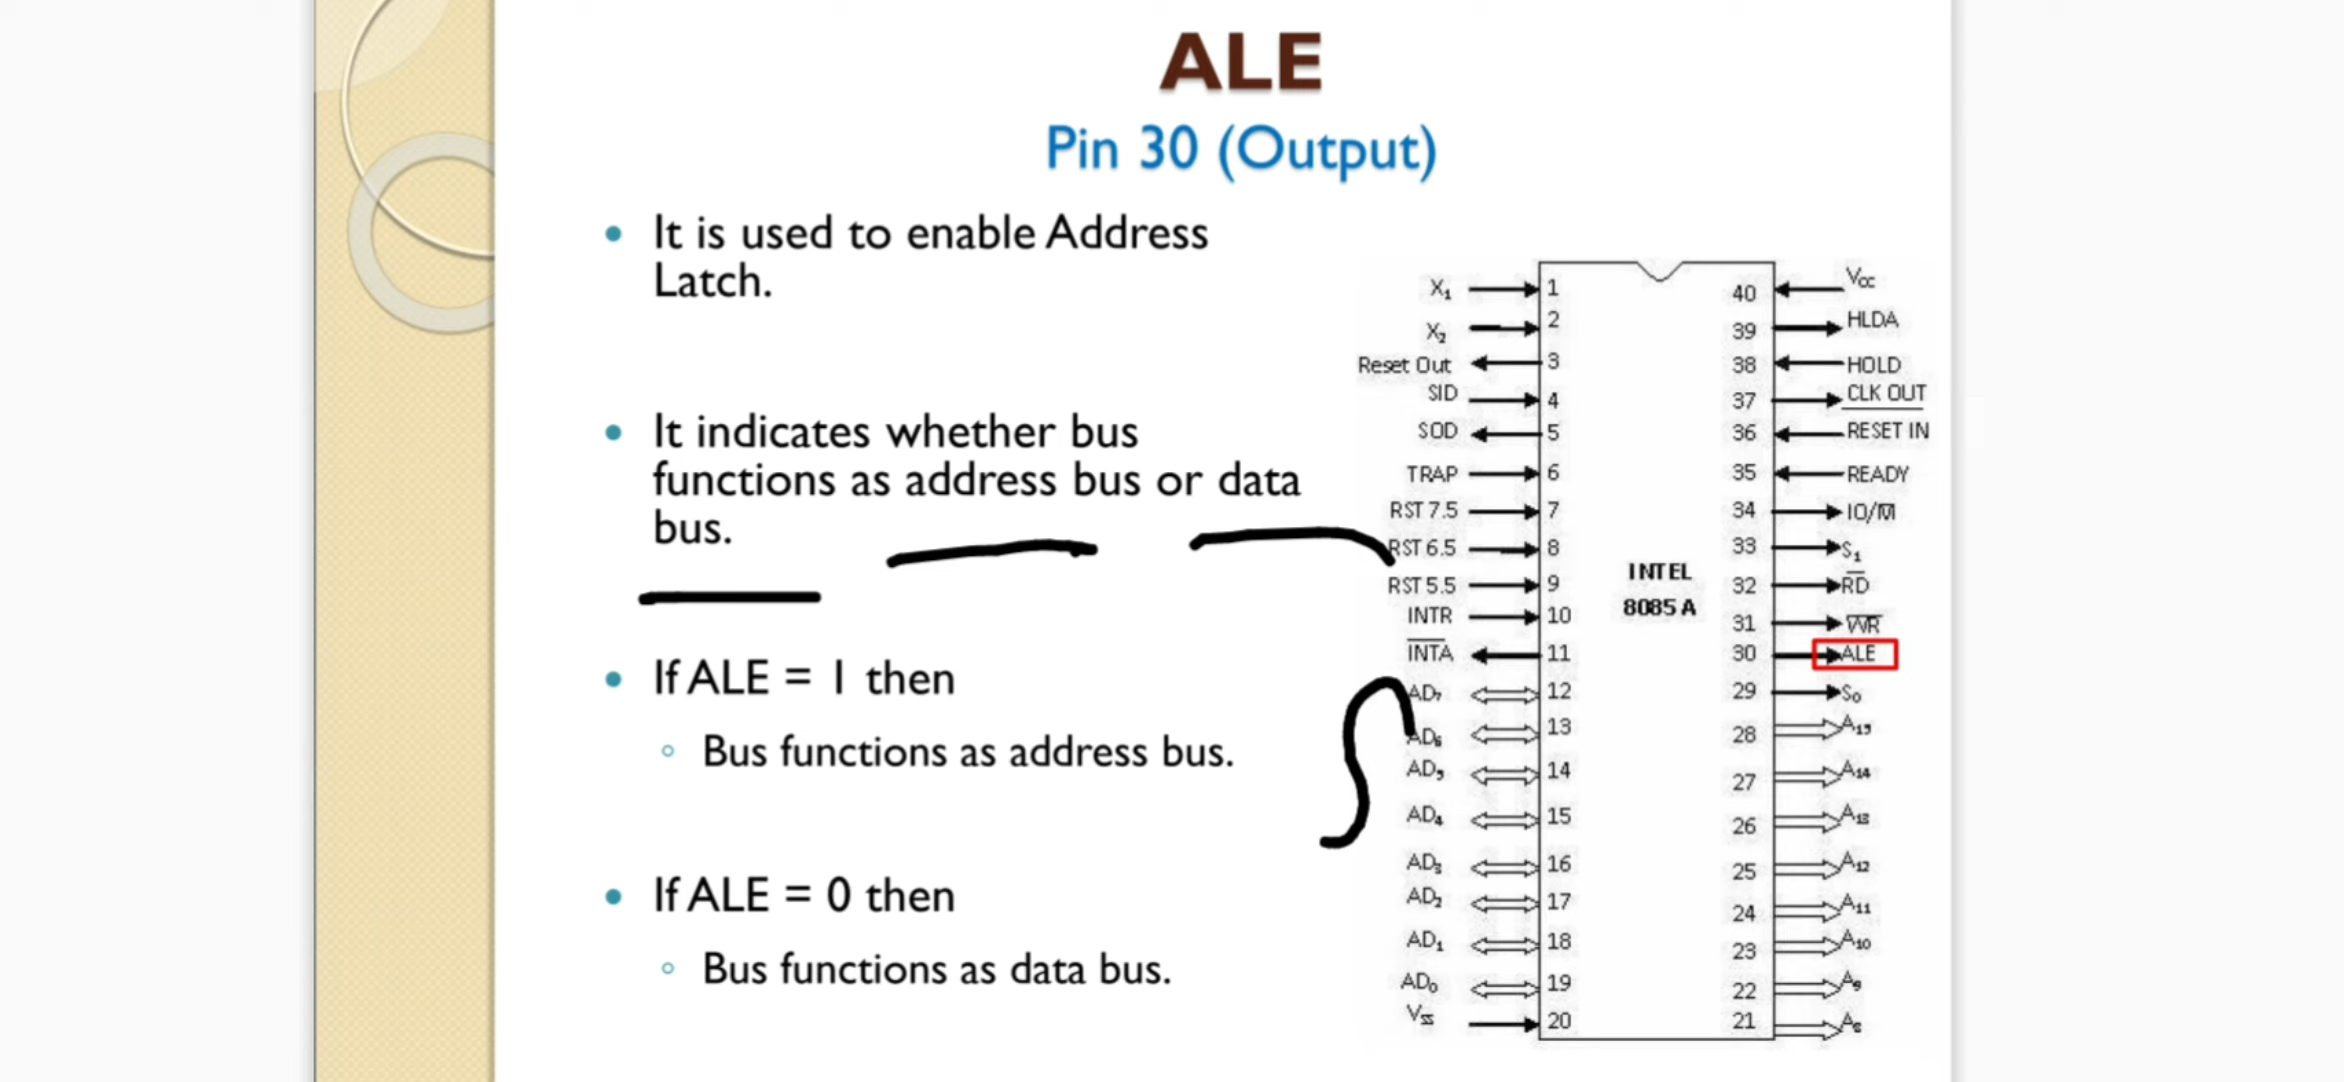 ALE
Pin 30 (Output)
It is used to enable Address
Latch.
It indicates whether bus
functions as address bus or data
bus.
If ALE = 1 then
Bus functions as address bus.
If ALE = 0 then
Bus functions as data bus.
X₁ 1
X₂ 2
Reset Out 3
SID 4
SOD 5
TRAP 6
RST 7.5 7
RST 6.5 8
RST 5.5 9
INTR 10
INTA 11
AD₇ 12
AD₆ 13
AD₅ 14
AD₄ 15
AD₃ 16
AD₂ 17
AD₁ 18
AD₀ 19
Vss 20
INTEL
8085 A
40 Vcc
39 HLDA
38 HOLD
37 CLK OUT
36 RESET IN
35 READY
34 IO/M
33 S₁
32 RD
31 WR
30 ALE
29 S₀
28 A₁₅
27 A₁₄
26 A₁₃
25 A₁₂
24 A₁₁
23 A₁₀
22 A₉
21 A₈